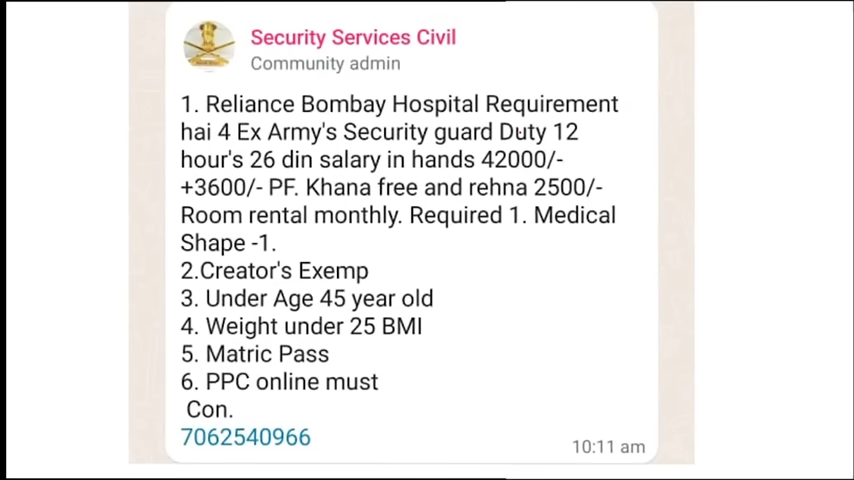 Security Services Civil
Community admin
1. Reliance Bombay Hospital Requirement
hai 4 Ex Army's Security guard Duty 12
hour's 26 din salary in hands 42000/-
+3600/- PF. Khana free and rehna 2500/-
Room rental monthly. Required 1. Medical
Shape -1.
2.Creator's Exemp
3. Under Age 45 year old
4. Weight under 25 BMI
5. Matric Pass
6. PPC online must
Con.
7062540966
10:11 am